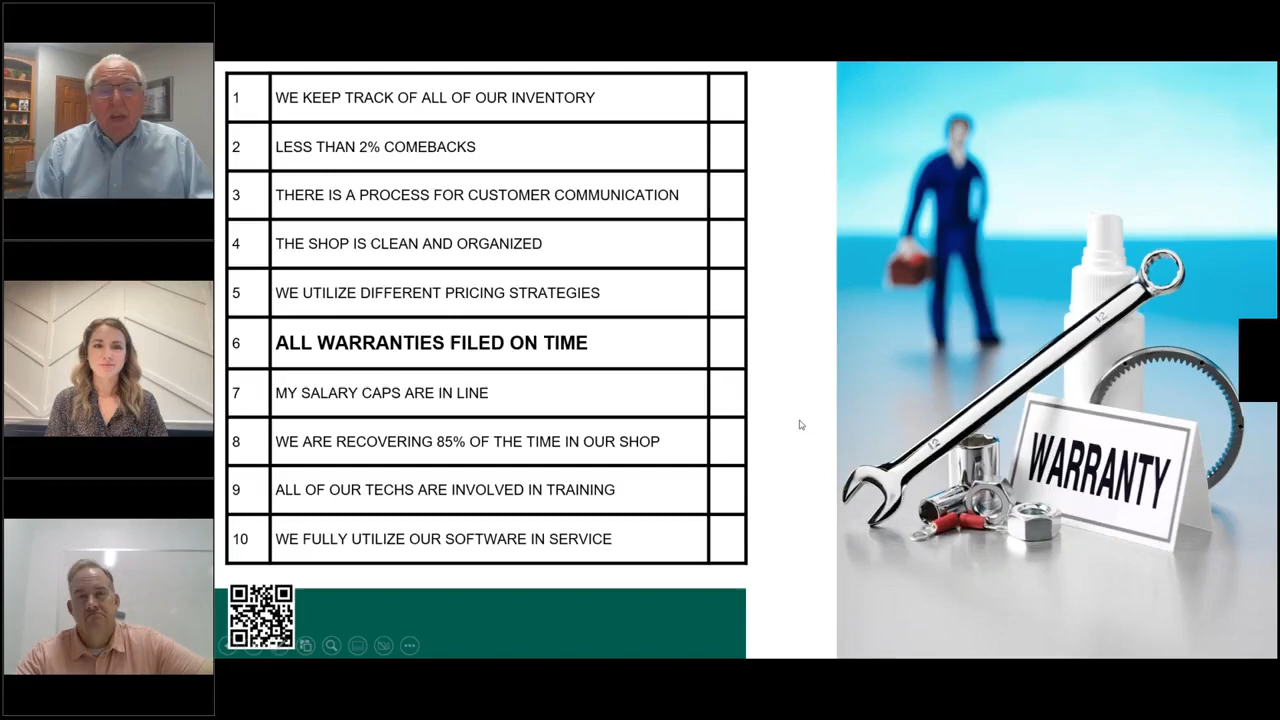 1 WE KEEP TRACK OF ALL OF OUR INVENTORY
2 LESS THAN 2% COMEBACKS
3 THERE IS A PROCESS FOR CUSTOMER COMMUNICATION
4 THE SHOP IS CLEAN AND ORGANIZED
5 WE UTILIZE DIFFERENT PRICING STRATEGIES
6 ALL WARRANTIES FILED ON TIME
7 MY SALARY CAPS ARE IN LINE
8 WE ARE RECOVERING 85% OF THE TIME IN OUR SHOP
9 ALL OF OUR TECHS ARE INVOLVED IN TRAINING
10 WE FULLY UTILIZE OUR SOFTWARE IN SERVICE
12
12
WARRANTY